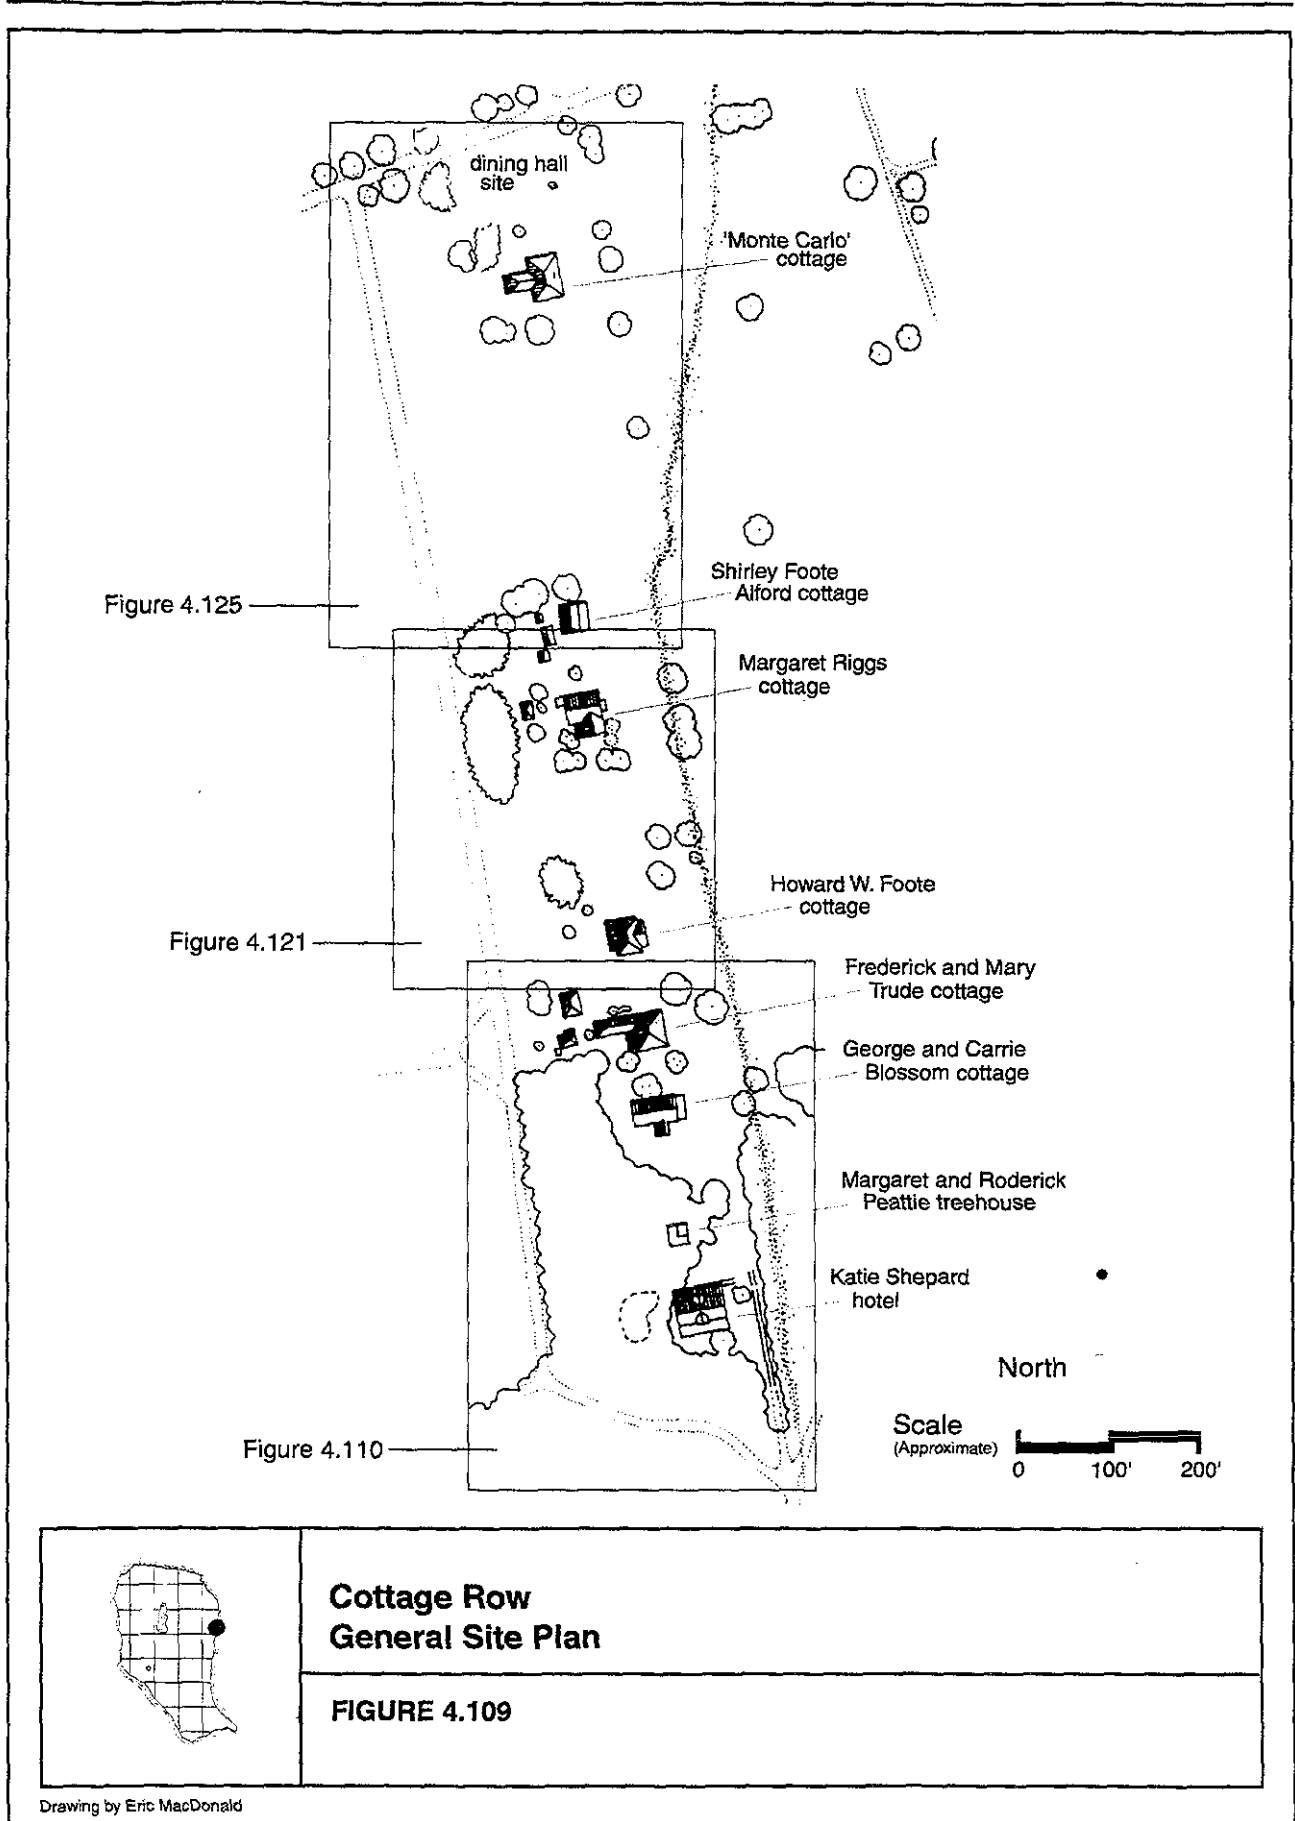 dining hall
site
'Monte Carlo'
cottage
Shirley Foote
Alford cottage
Figure 4.125
Margaret Riggs
cottage
Howard W. Foote
cottage
Figure 4.121
Frederick and Mary
Trude cottage
George and Carrie
Blossom cottage
Margaret and Roderick
Peattie treehouse
Katie Shepard
hotel
North
Scale
(Approximate)
0 100' 200'
Figure 4.110
Cottage Row
General Site Plan
FIGURE 4.109
Drawing by Eric MacDonald